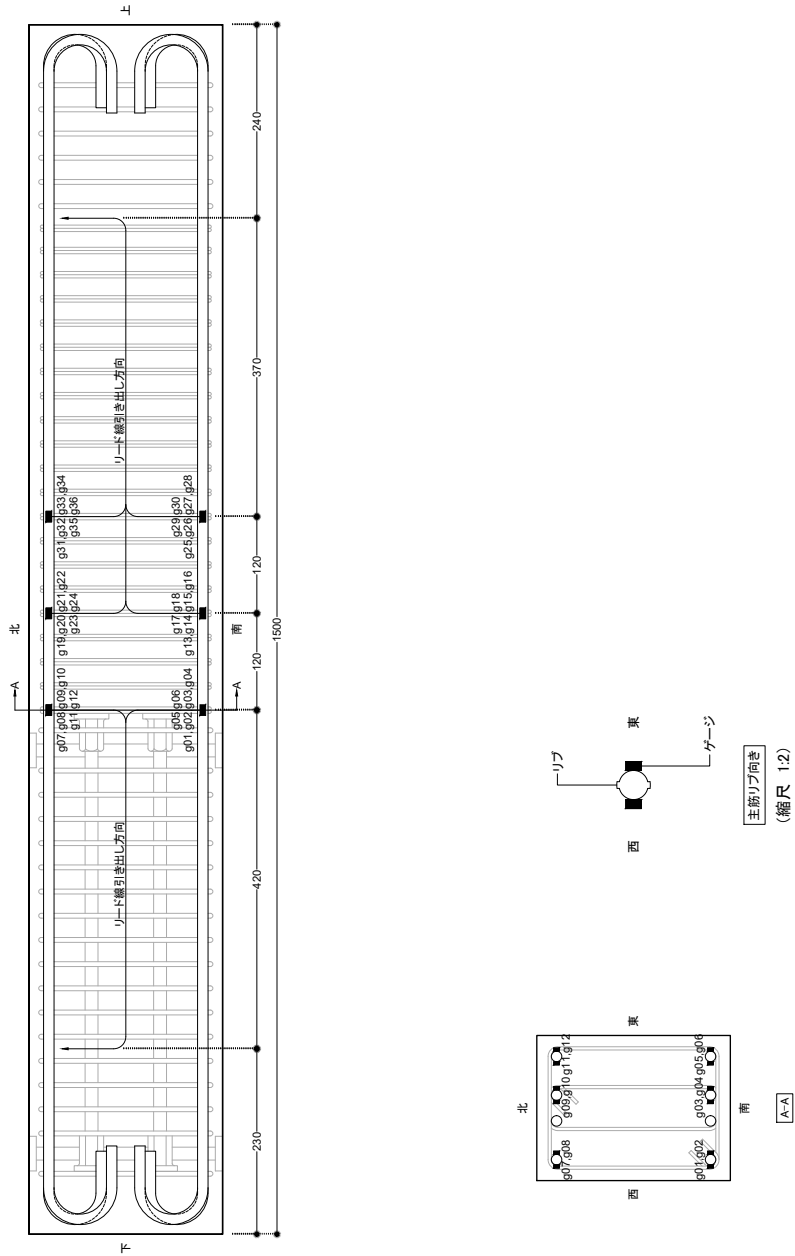 上
240
370
120
120
420
230
1500
リード線引き出し方向
リード線引き出し方向
北
南
A
A
g31,g32 g33,g34
g35 g36
g29 g30
g25,g26 g27,g28
g19,g20 g21,g22
g23 g24
g17 g18
g13,g14 g15,g16
g07,g08 g09,g10
g11 g12
g05 g06
g01,g02 g03,g04
下
リブ
東
西
ゲージ
主筋リブ向き
(縮尺 1:2)
北
東
西
南
g07,g08
g09,g10
g11,g12
g01,g02
g03,g04
g05,g06
A-A